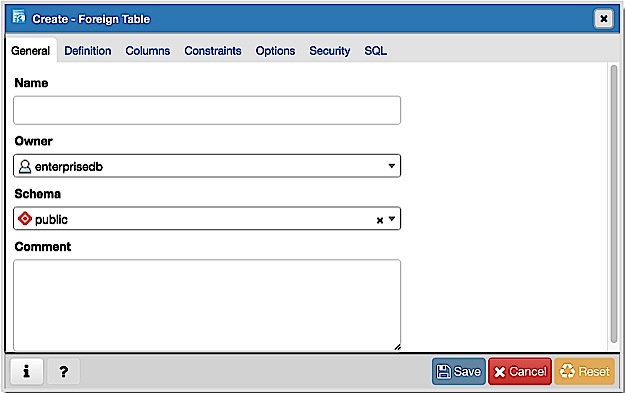 Create - Foreign Table
General Definition Columns Constraints Options Security SQL
Name
Owner
enterprisedb
Schema
public
Comment
i ? Save Cancel Reset